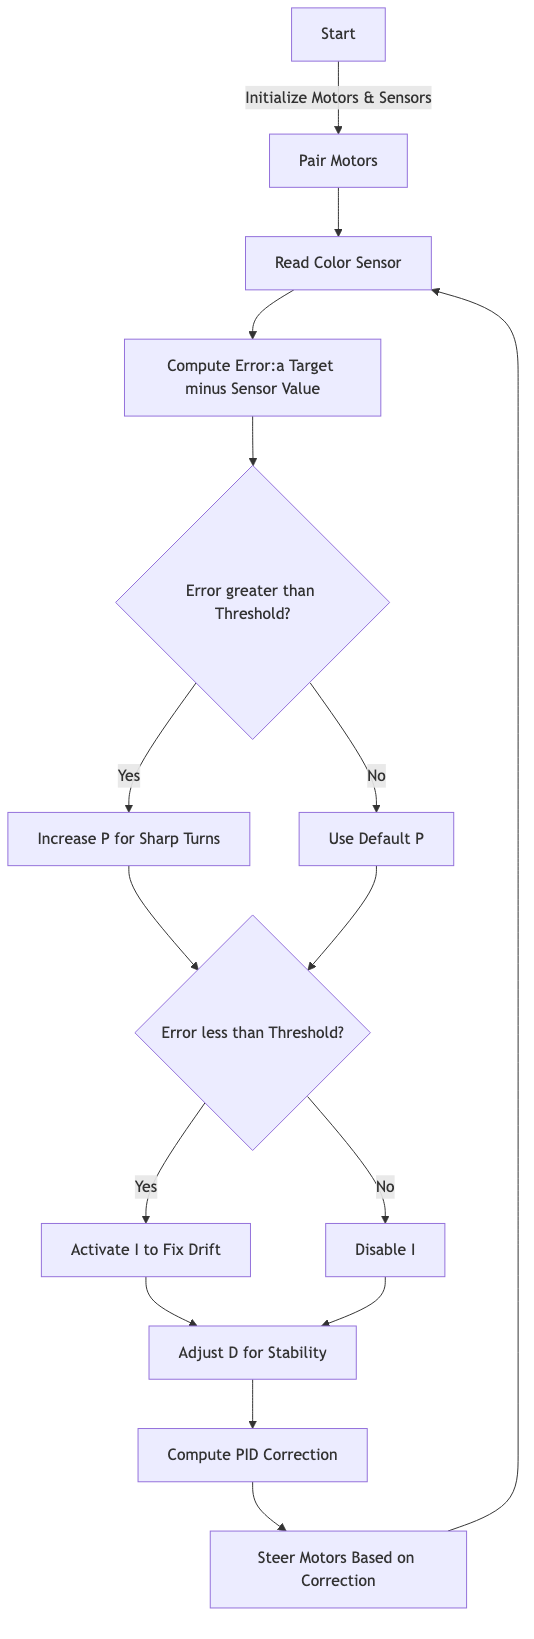 Start
Initialize Motors & Sensors
Pair Motors
Read Color Sensor
Compute Error:a Target
minus Sensor Value
Error greater than
Threshold?
Yes
No
Increase P for Sharp Turns
Use Default P
Error less than Threshold?
Yes
No
Activate I to Fix Drift
Disable I
Adjust D for Stability
Compute PID Correction
Steer Motors Based on
Correction